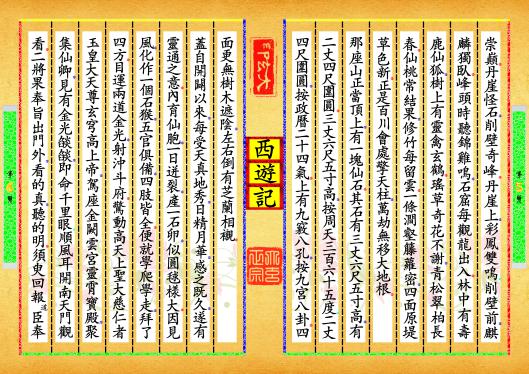 崇巔丹崖怪石削壁奇峰丹崖上彩鳳雙鳴削壁前麒
麟獨臥峰頭時聽錦雞鳴石窟每觀龍出入林中有壽
鹿仙狐樹上有靈禽玄鶴瑤草奇花不謝青松翠柏長
春仙桃常結果修竹每留雲一條澗壑藤蘿密四面原堤
草色新正是百川會處擎天柱萬劫無移大地根
那座山正當頂上有一塊仙石其石有三丈六尺五寸高有
二丈四尺圍圓三丈六尺五寸高按周天三百六十五度二丈
四尺圍圓按政曆二十四氣上有九竅八孔按九宮八卦四
西遊記
面更無樹木遮陰左右倒有芝蘭相襯
蓋自開闢以來每受天真地秀日精月華感之既久遂有
靈通之意內育仙胞一日迸裂產一石卵似圓毬樣大因見
風化作一個石猴五官俱備四肢皆全便就學爬學走拜了
四方目運兩道金光射沖斗府驚動高天上聖大慈仁者
玉皇大天尊玄穹高上帝駕座金闕雲宮靈霄寶殿聚
集仙卿見有金光燄燄即命千里眼順風耳開南天門觀
看二將果奉旨出門外看的真聽的明須臾回報道臣奉